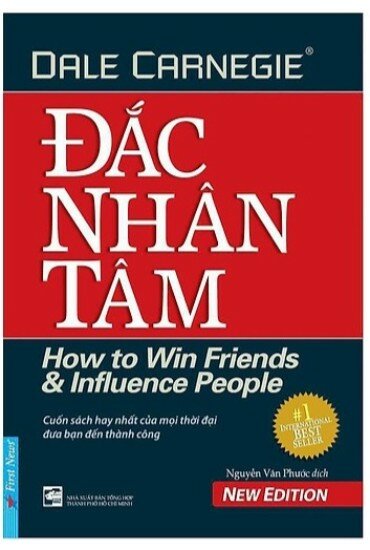 DALE CARNEGIE®
ĐẮC
NHÂN
TÂM
How to Win Friends
& Influence People
Cuốn sách hay nhất của mọi thời đại
đưa bạn đến thành công
#1
INTERNATIONAL
BEST
SELLER
Nguyễn Văn Phước dịch
NEW EDITION
First News
NHÀ XUẤT BẢN TỔNG HỢP
THÀNH PHỐ HỒ CHÍ MINH